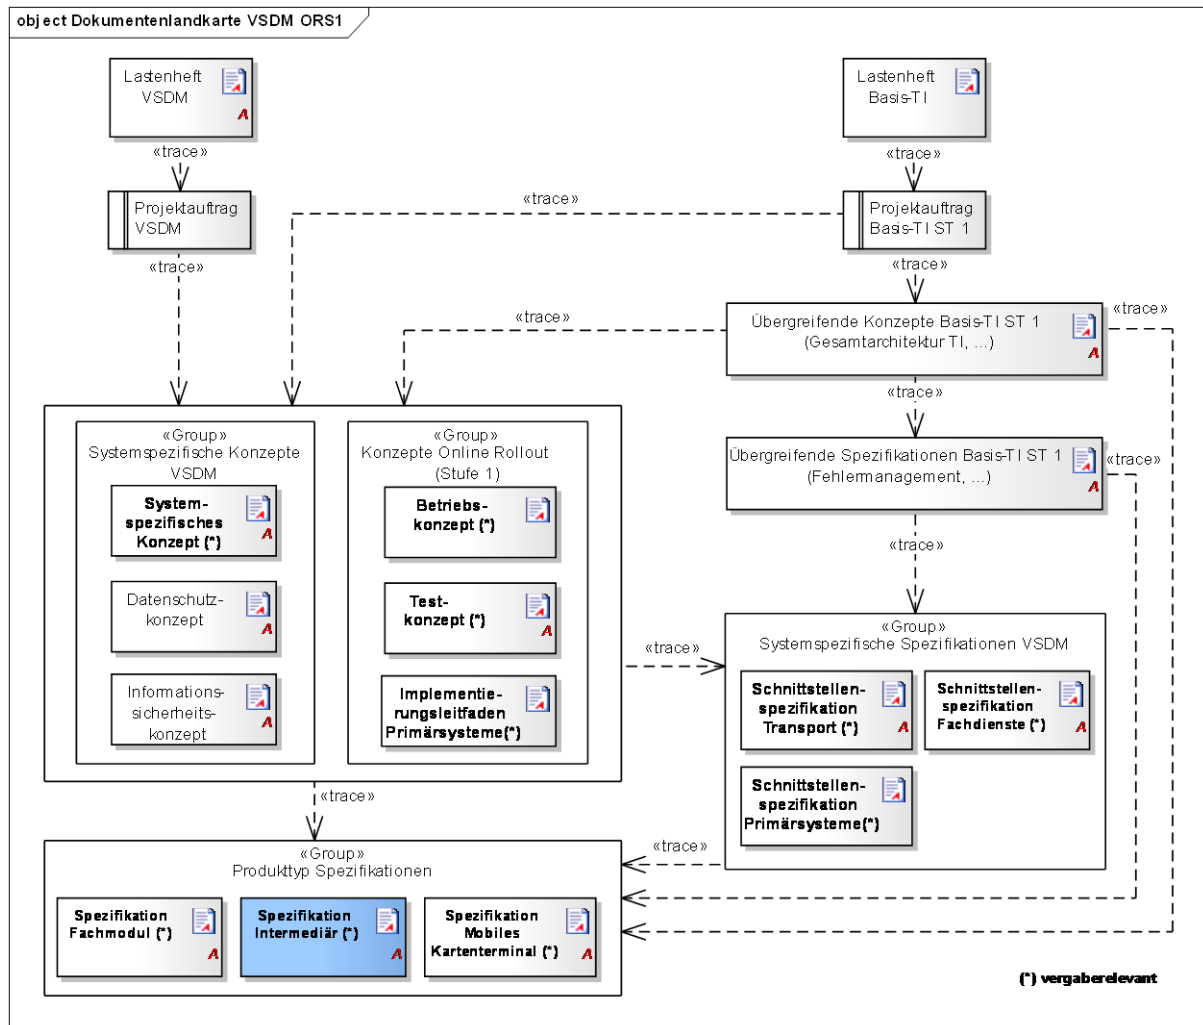 object Dokumentenlandkarte VSDM ORS1
Lastenheft
VSDM
A
Lastenheft
Basis-TI
«trace»
«trace»
Projektauftrag
VSDM
«trace»
Projektauftrag
Basis-TI ST 1
«trace»
«trace»
«trace»
Übergreifende Konzepte Basis-TI ST 1
(Gesamtarchitektur TI, ...)
A
«trace»
«trace»
Übergreifende Spezifikationen Basis-TI ST 1
(Fehlermanagement, ...)
A
«trace»
«trace»
«Group»
Systemspezifische Konzepte
VSDM
System-
spezifisches
Konzept (*)
A
Datenschutz-
konzept
A
Informations-
sicherheits-
konzept
A
«Group»
Konzepte Online Rollout
(Stufe 1)
Betriebs-
konzept (*)
A
Test-
konzept (*)
A
Implementie-
rungsleitfaden
Primärsysteme(*)
«trace»
«Group»
Systemspezifische Spezifikationen VSDM
Schnittstellen-
spezifikation
Transport (*)
A
Schnittstellen-
spezifikation
Fachdienste (*)
A
Schnittstellen-
spezifikation
Primärsysteme(*)
«trace»
«trace»
«Group»
Produkttyp Spezifikationen
Spezifikation
Fachmodul (*)
A
Spezifikation
Intermediär (*)
A
Spezifikation
Mobiles
Kartenterminal (*)
A
(*) vergaberelevant